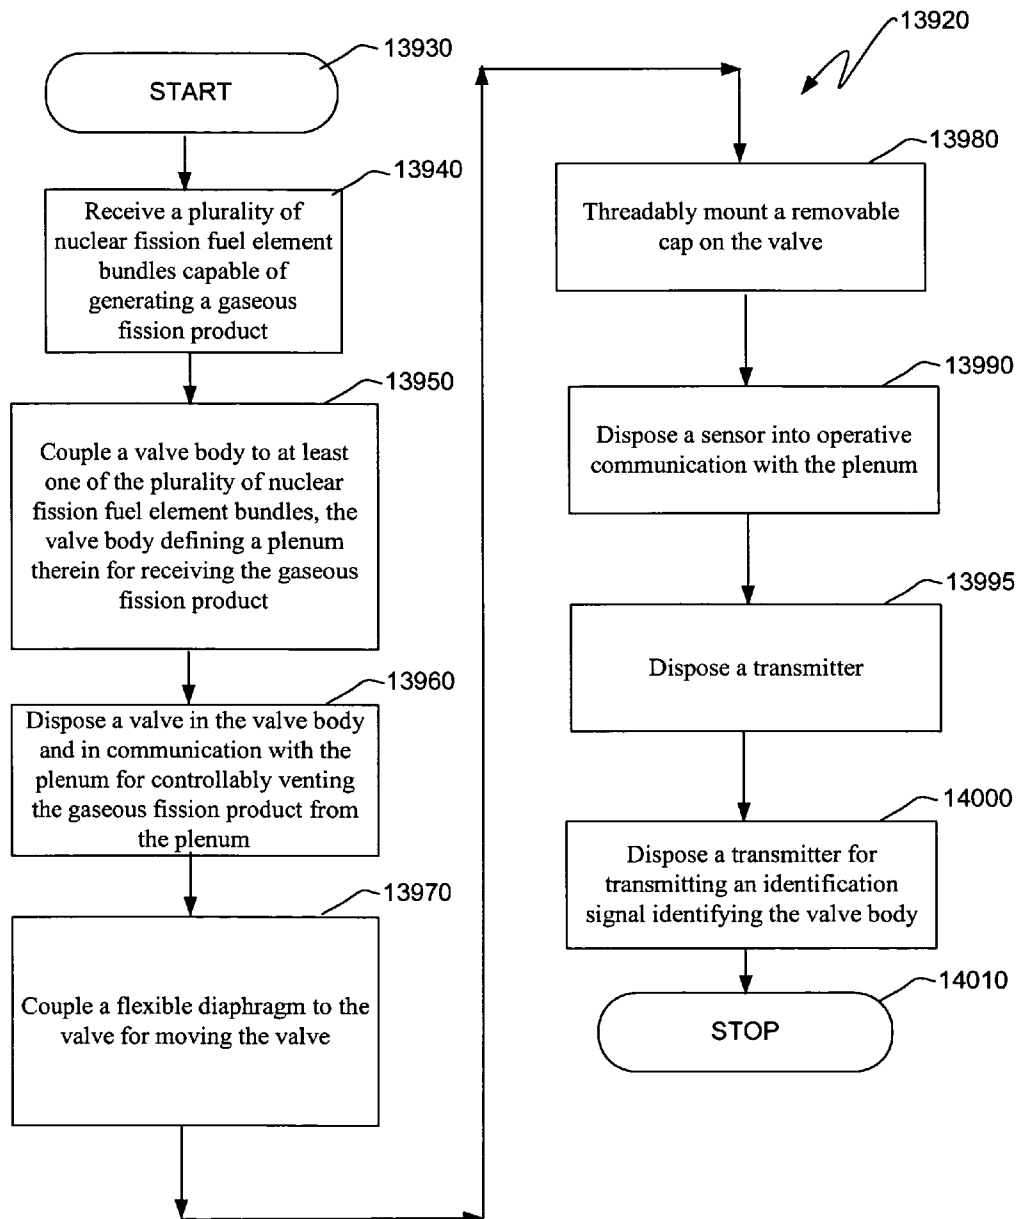 13930
START
13940
Receive a plurality of
nuclear fission fuel element
bundles capable of
generating a gaseous
fission product
13950
Couple a valve body to at least
one of the plurality of nuclear
fission fuel element bundles, the
valve body defining a plenum
therein for receiving the gaseous
fission product
13960
Dispose a valve in the valve body
and in communication with the
plenum for controllably venting
the gaseous fission product from
the plenum
13970
Couple a flexible diaphragm to the
valve for moving the valve
13920
13980
Threadably mount a removable
cap on the valve
13990
Dispose a sensor into operative
communication with the plenum
13995
Dispose a transmitter
14000
Dispose a transmitter for
transmitting an identification
signal identifying the valve body
14010
STOP